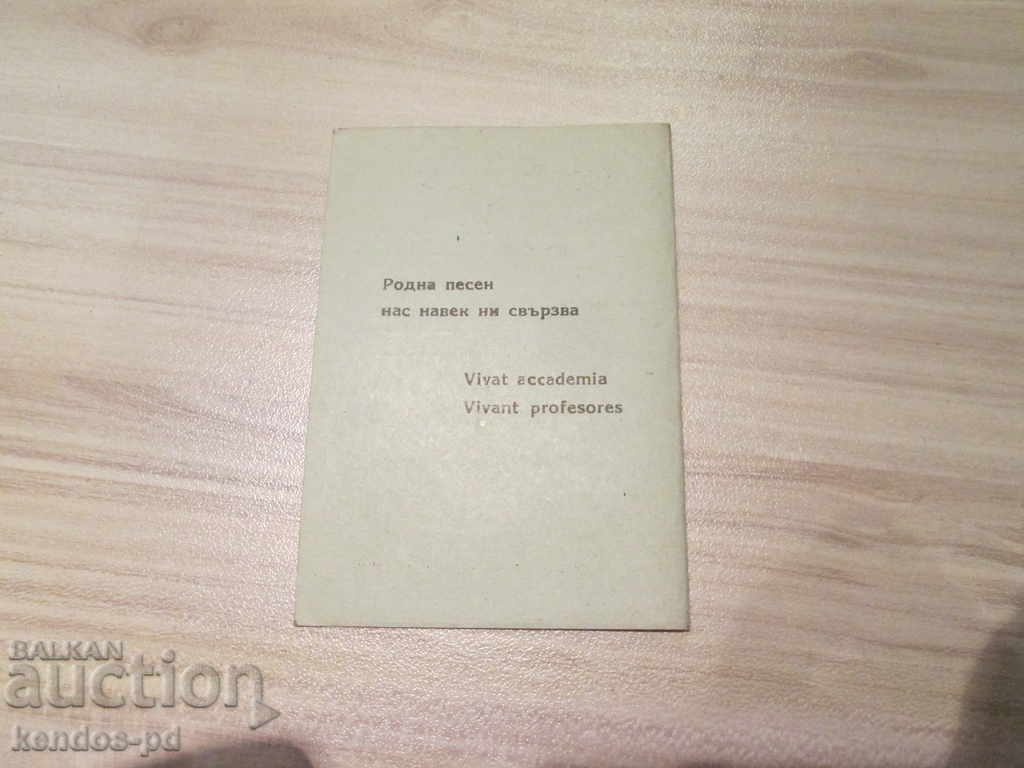 Родна песен
нас навек ни свързва
Vivat accademia
Vivant profesores
BALKAN
auction
kendos-pd